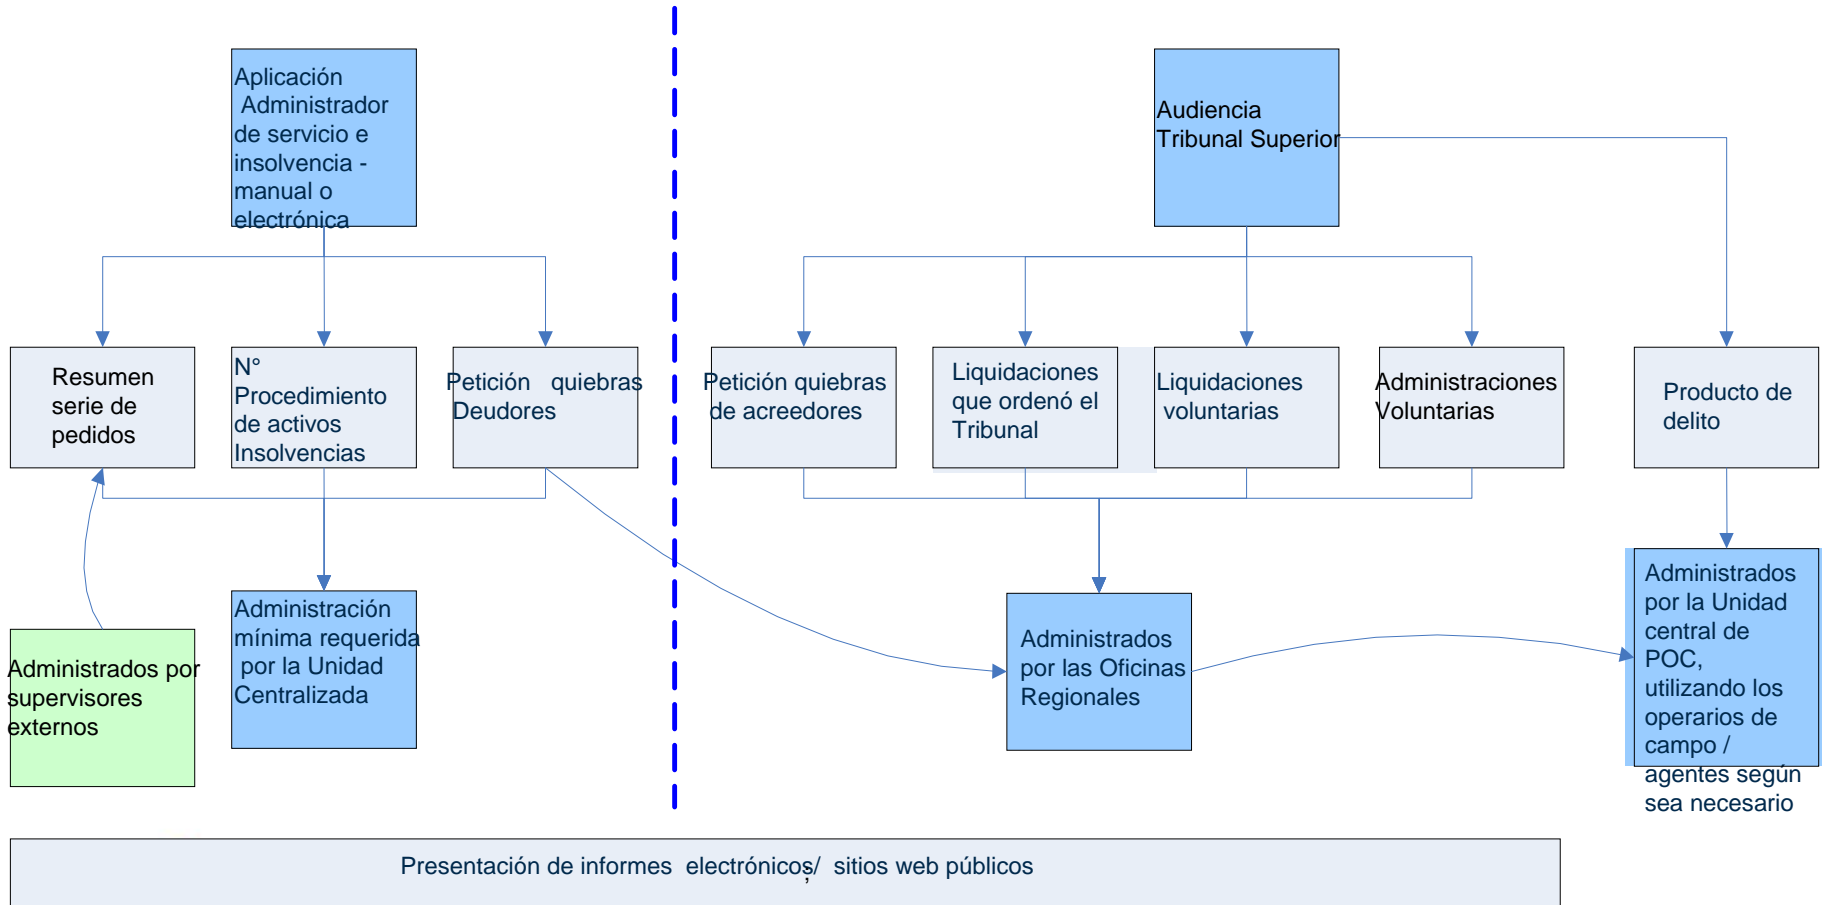 Aplicación
Administrador
de servicio e
insolvencia -
manual o
electrónica
Audiencia
Tribunal Superior
Resumen
serie de
pedidos
N°
Procedimiento
de activos
Insolvencias
Petición quiebras
Deudores
Petición quiebras
de acreedores
Liquidaciones
que ordenó el
Tribunal
Liquidaciones
voluntarias
Administraciones
Voluntarias
Producto de
delito
Administrados por
supervisores
externos
Administración
mínima requerida
por la Unidad
Centralizada
Administrados
por las Oficinas
Regionales
Administrados
por la Unidad
central de
POC,
utilizando los
operarios de
campo /
agentes según
sea necesario
Presentación de informes electrónicos/ sitios web públicos
;